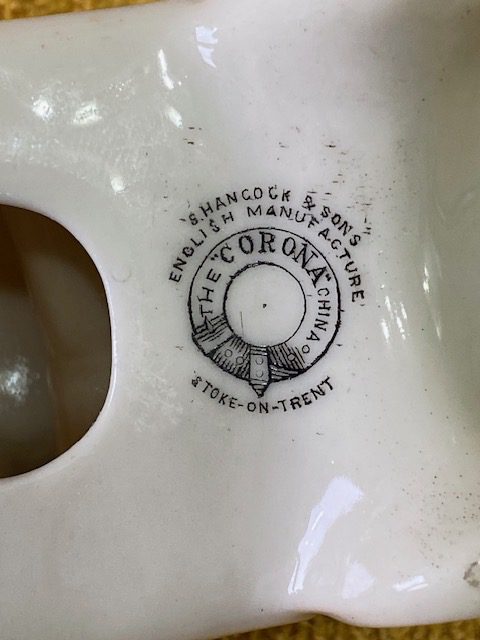 S. HANCOCK & SONS
ENGLISH MANUFACTURE
THE "CORONA" CHINA
STOKE-ON-TRENT